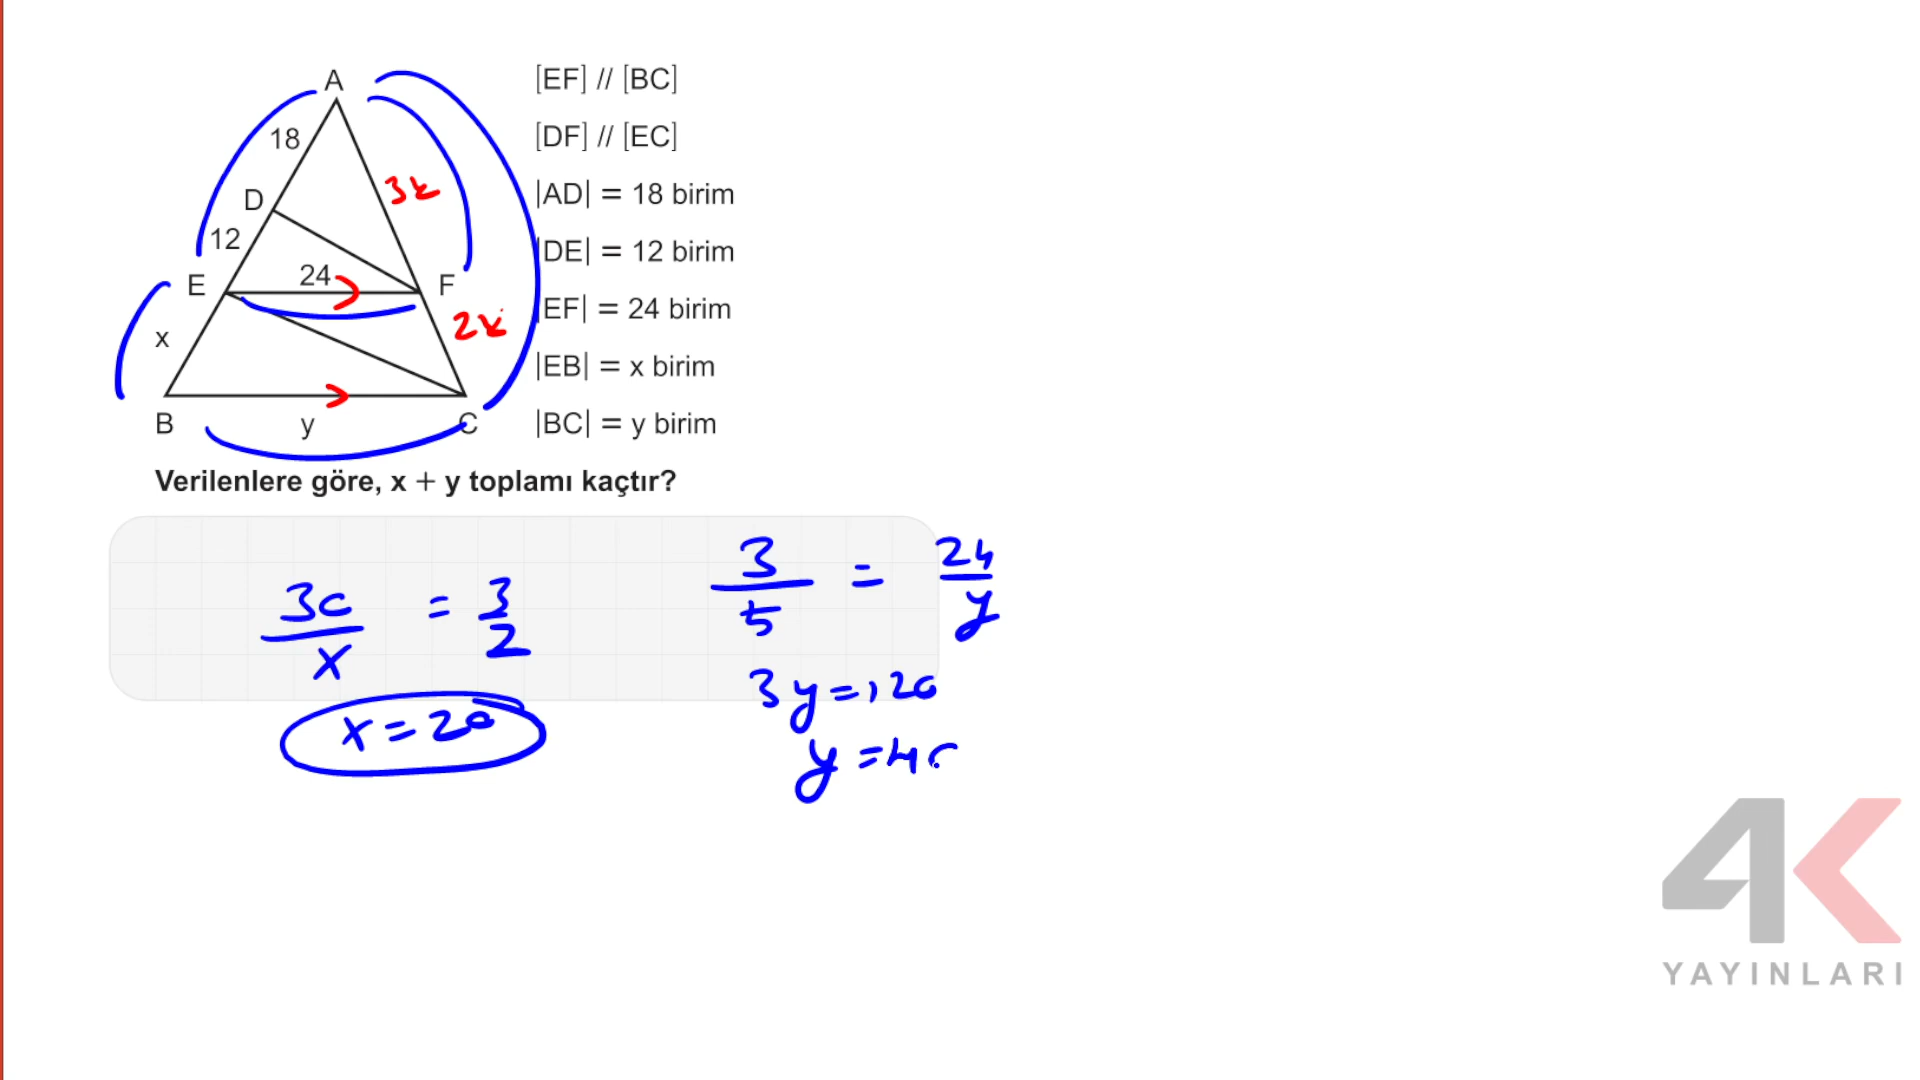 A
18
3k
D
12
24
E
F
2k
x
B
y
C
[EF] // [BC]
[DF] // [EC]
|AD| = 18 birim
|DE| = 12 birim
|EF| = 24 birim
|EB| = x birim
|BC| = y birim
Verilenlere göre, x + y toplamı kaçtır?
30/x = 3/2
x = 20
3/5 = 24/y
3y = 120
y = 40
4K
YAYINLARI